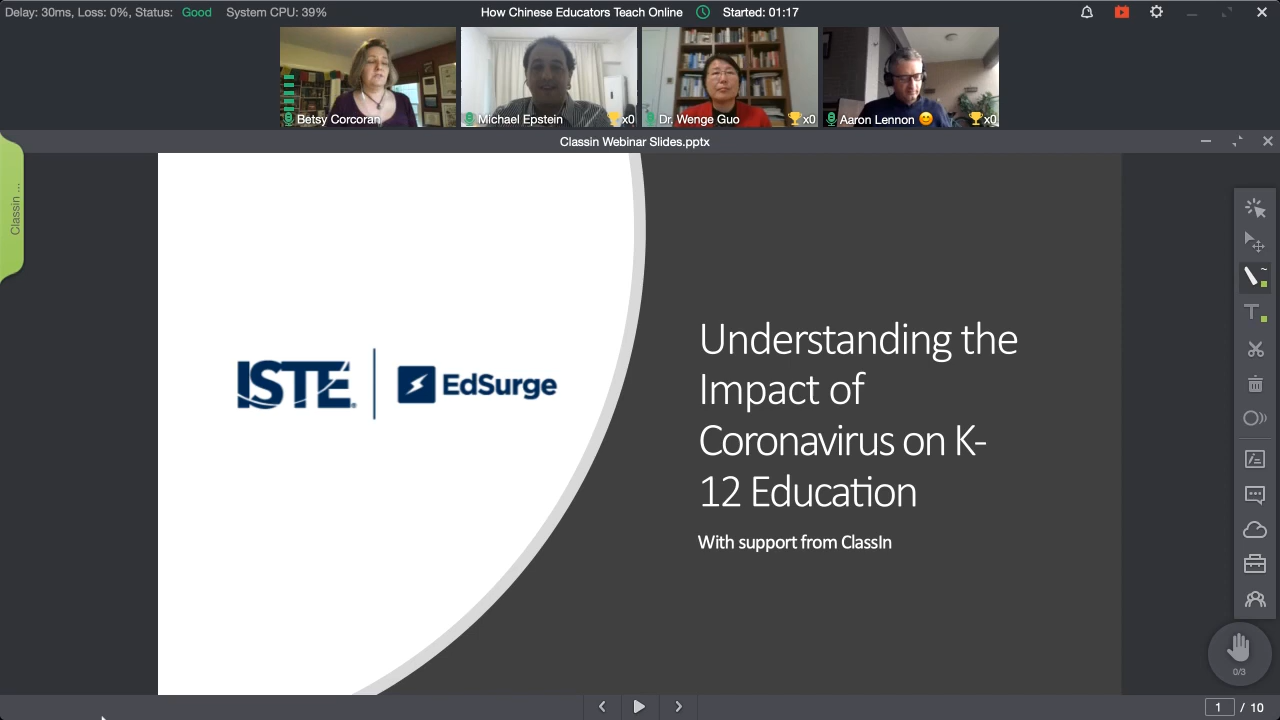 Delay: 30ms, Loss: 0%, Status: Good System CPU: 39%
How Chinese Educators Teach Online Started: 01:17
Betsy Corcoran
Michael Epstein x0
Dr. Wenge Guo x0
Aaron Lennon 😊 x0
Classin Webinar Slides.pptx
Classin ...
ISTE®
EdSurge
Understanding the
Impact of
Coronavirus on K-
12 Education
With support from ClassIn
0/3
1 / 10